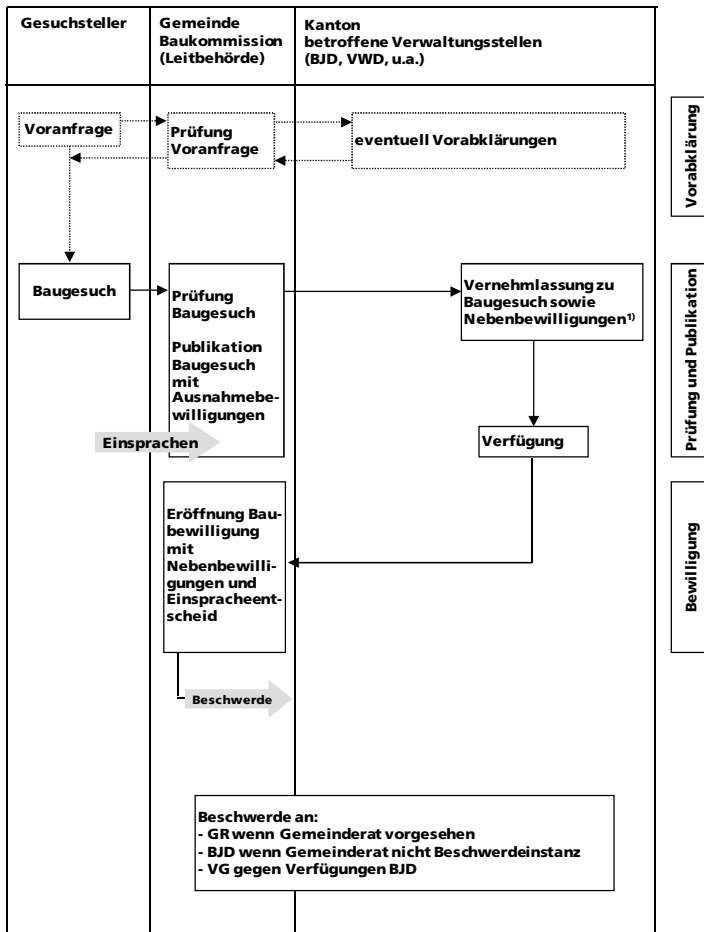 Gesuchsteller
Gemeinde
Baukommission
(Leitbehörde)
Kanton
betroffene Verwaltungsstellen
(BJD, VWD, u.a.)
Voranfrage
Prüfung
Voranfrage
eventuell Vorabklärungen
Vorabklärung
Baugesuch
Prüfung
Baugesuch
Publikation
Baugesuch
mit
Ausnahmebe-
willigungen
Vernehmlassung zu
Baugesuch sowie
Nebenbewilligungen¹⁾
Prüfung und Publikation
Einsprachen
Verfügung
Eröffnung Bau-
bewilligung
mit
Nebenbewilli-
gungen und
Einspracheent-
scheid
Bewilligung
Beschwerde
Beschwerde an:
- GR wenn Gemeinderat vorgesehen
- BJD wenn Gemeinderat nicht Beschwerdeinstanz
- VG gegen Verfügungen BJD